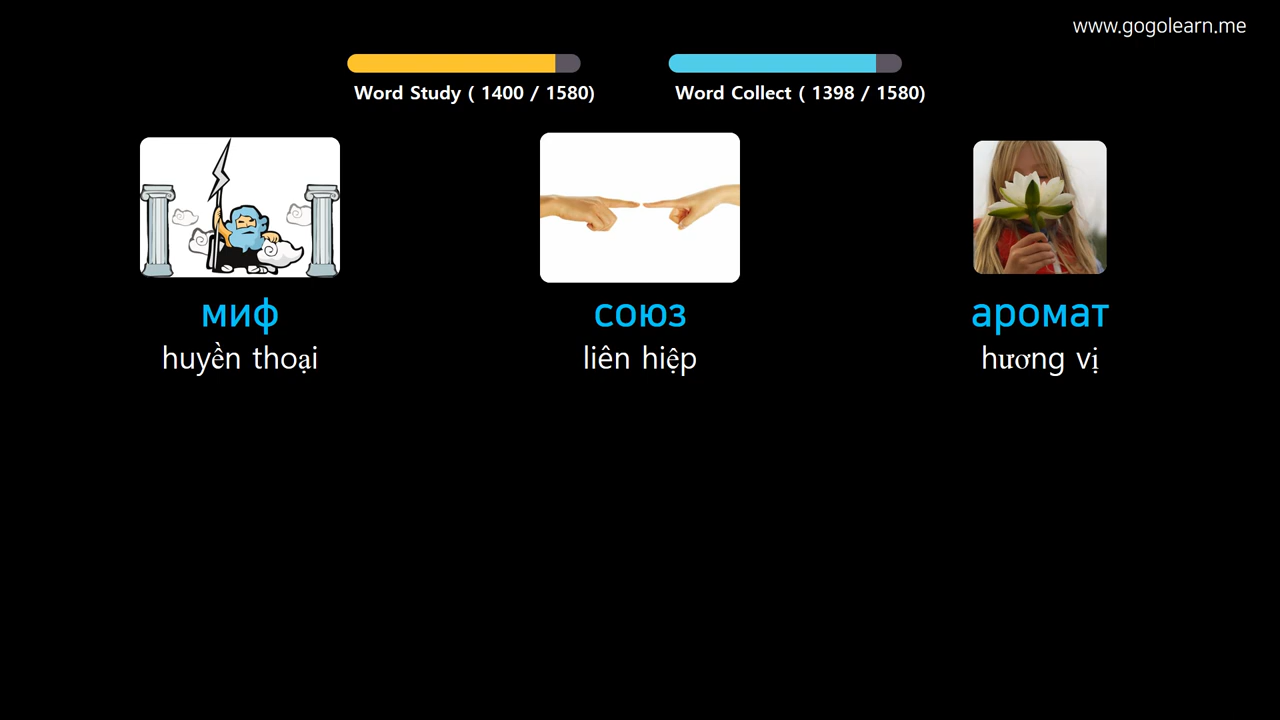 www.gogolearn.me
Word Study ( 1400 / 1580)
Word Collect ( 1398 / 1580)
миф
союз
аромат
huyền thoại
liên hiệp
hương vị